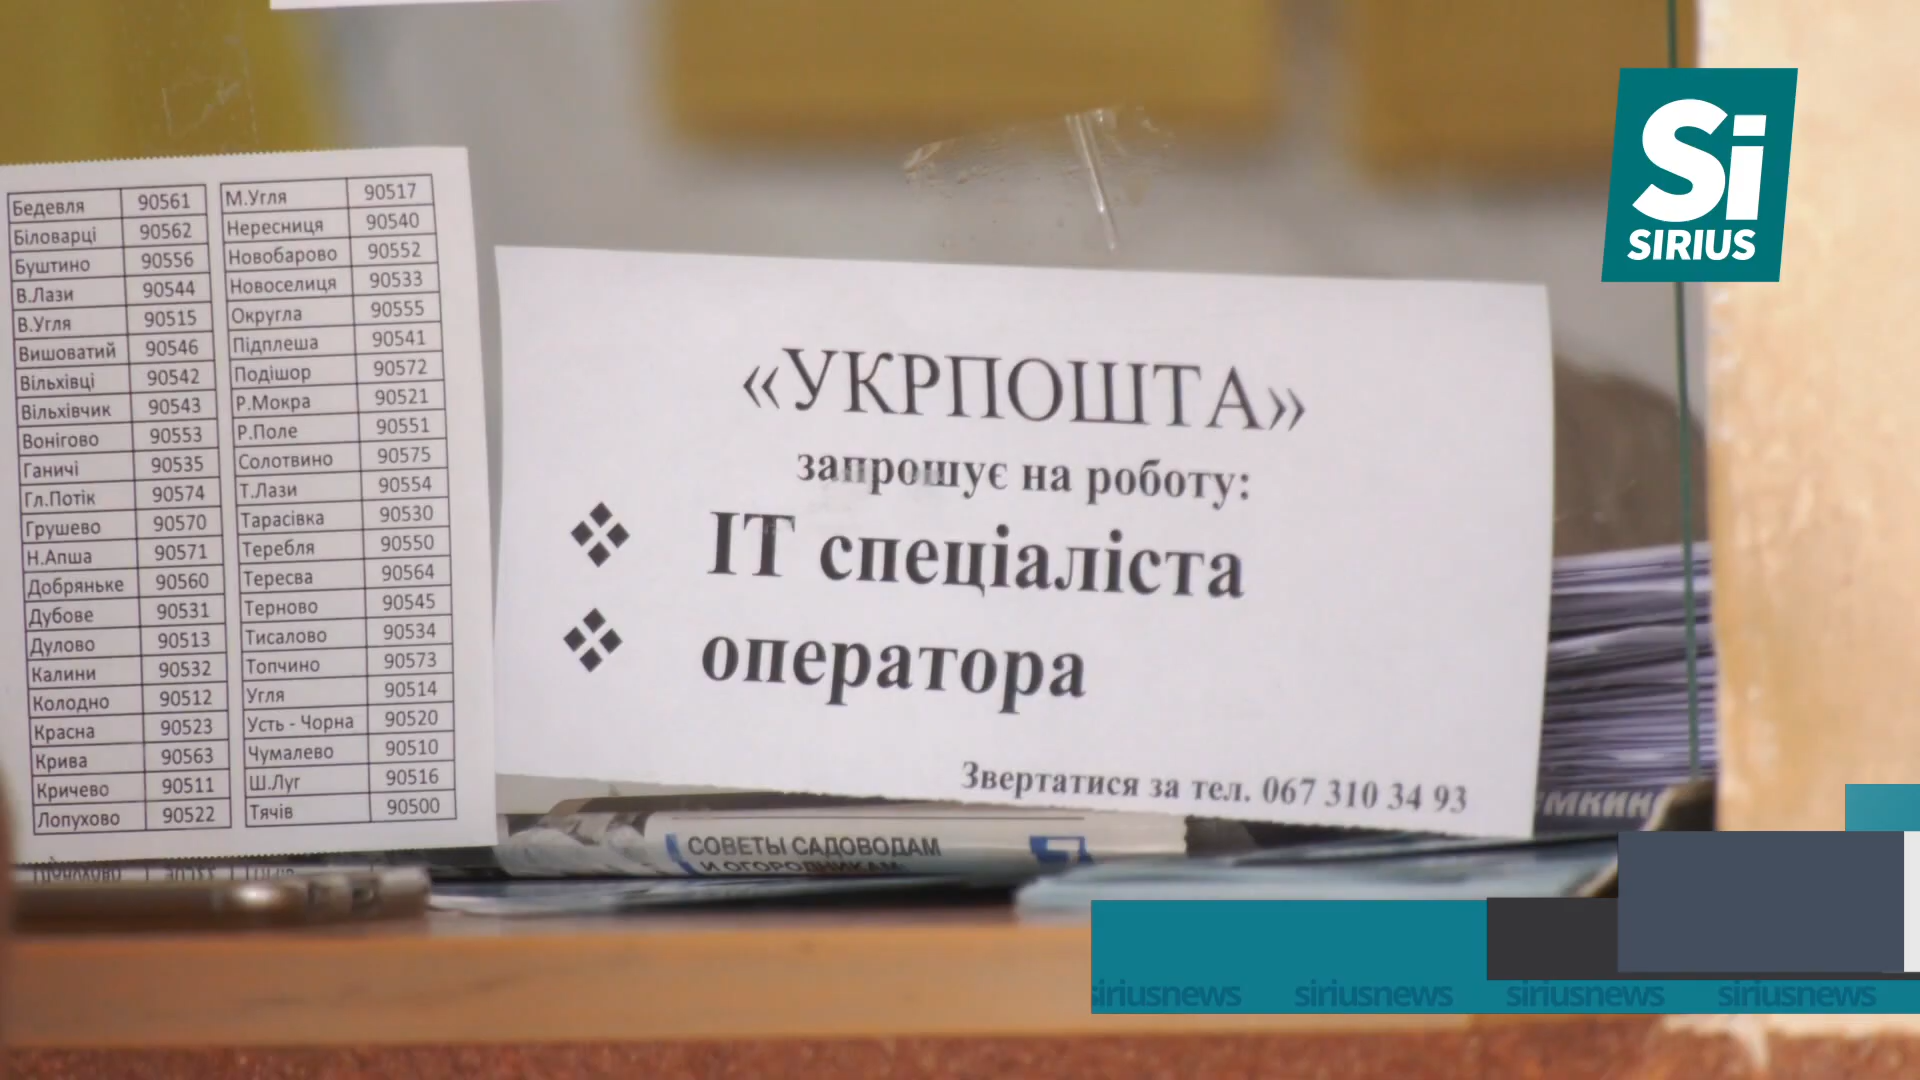 Si
SIRIUS
Бедевля 90561
Біловарці 90562
Буштино 90556
В.Лази 90544
В.Угля 90515
Вишоватий 90546
Вільхівці 90542
Вільхівчик 90543
Вонігово 90553
Ганичі 90535
Гл.Потік 90574
Грушево 90570
Н.Апша 90571
Добряньке 90560
Дубове 90531
Дулово 90513
Калини 90532
Колодно 90512
Красна 90523
Крива 90563
Кричево 90511
Лопухово 90522
М.Угля 90517
Нересниця 90540
Новобарово 90552
Новоселиця 90533
Округла 90555
Підплеша 90541
Подішор 90572
Р.Мокра 90521
Р.Поле 90551
Солотвино 90575
Т.Лази 90554
Тарасівка 90530
Теребля 90550
Тересва 90564
Терново 90545
Тисалово 90534
Топчино 90573
Угля 90514
Усть - Чорна 90520
Чумалево 90510
Ш.Луг 90516
Тячів 90500
«УКРПОШТА»
запрошує на роботу:
❖ ІТ спеціаліста
❖ оператора
Звертатися за тел. 067 310 34 93
СОВЕТЫ САДОВОДАМ
И ОГОРОДНИКАМ
siriusnews siriusnews siriusnews siriusnews